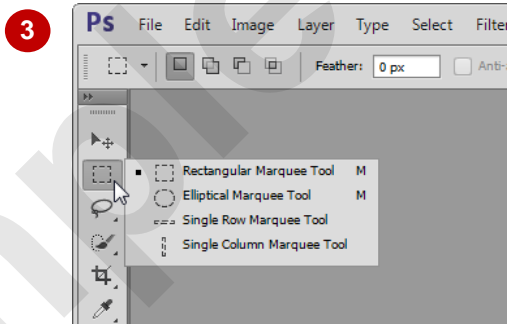 3
Ps File Edit Image Layer Type Select Filter
Feather: 0 px Anti-
Rectangular Marquee Tool M
Elliptical Marquee Tool M
Single Row Marquee Tool
Single Column Marquee Tool